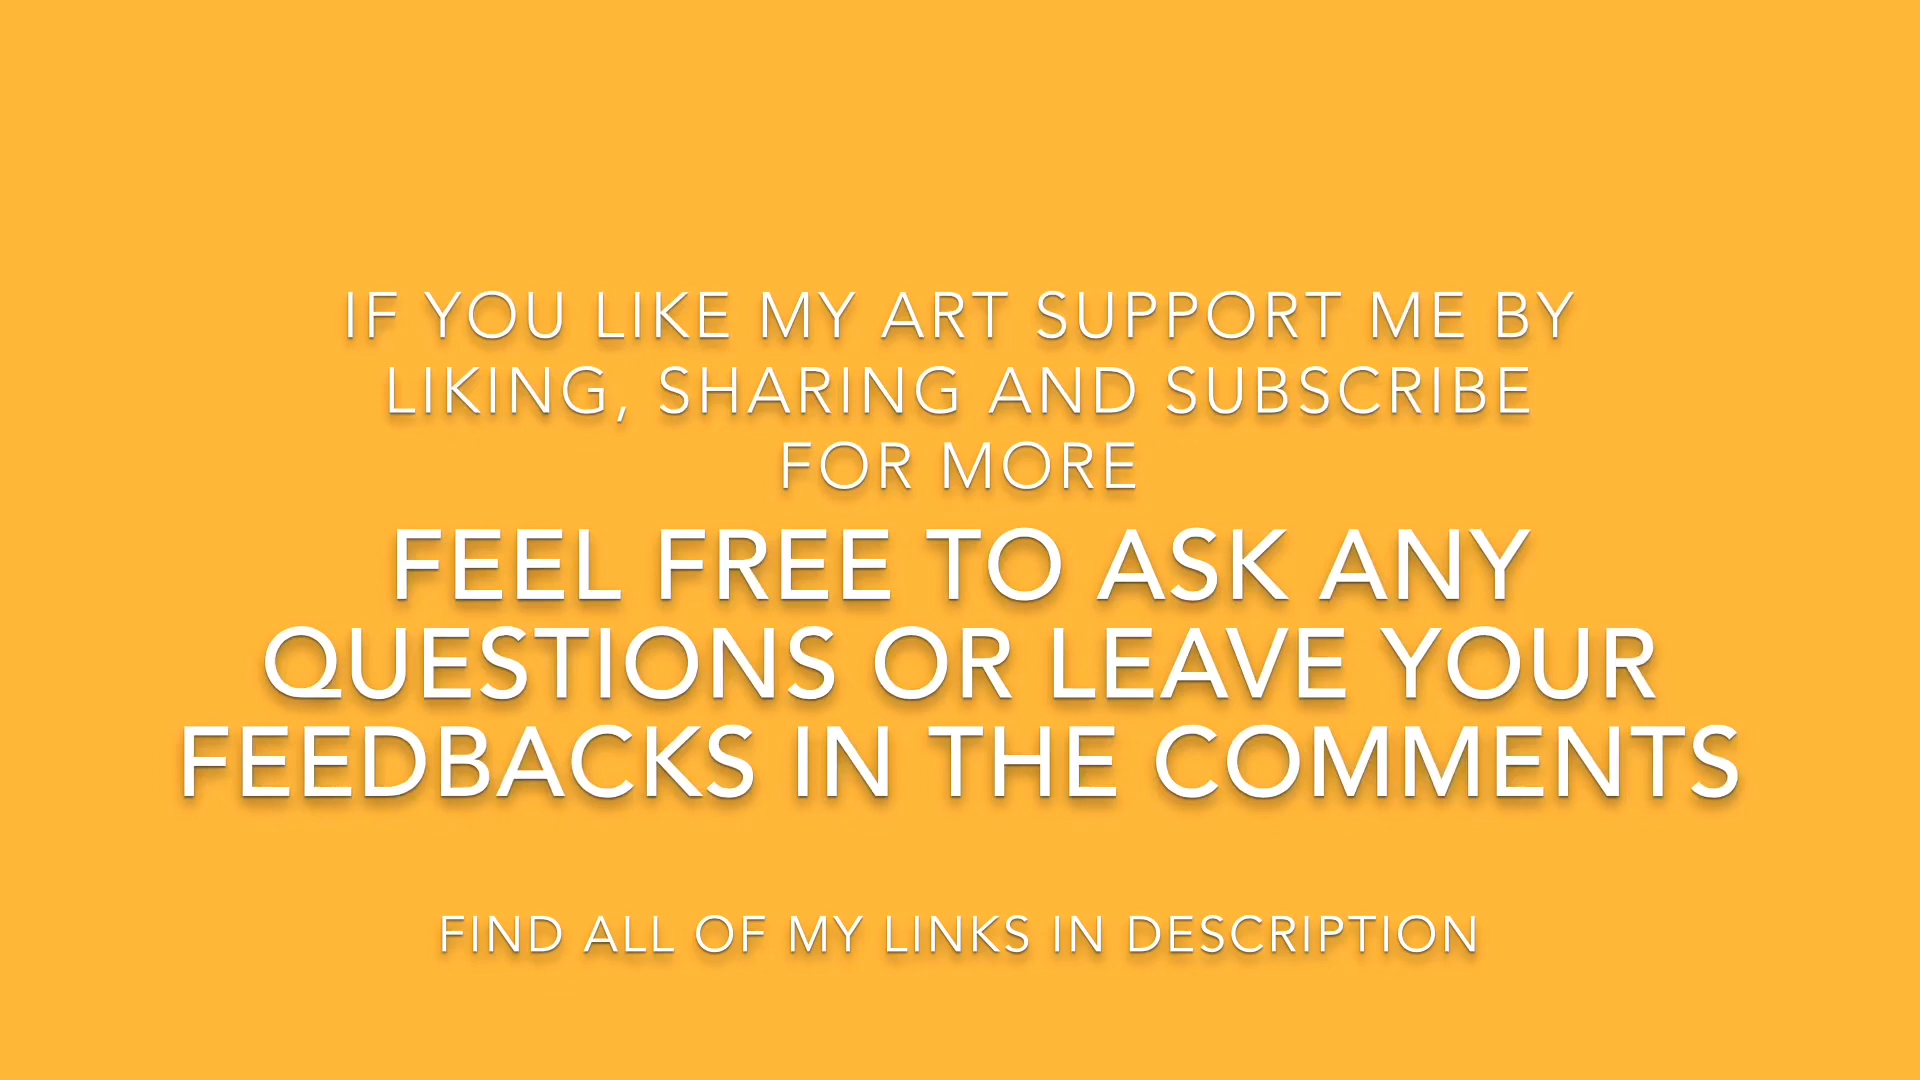 IF YOU LIKE MY ART SUPPORT ME BY
LIKING, SHARING AND SUBSCRIBE
FOR MORE
FEEL FREE TO ASK ANY
QUESTIONS OR LEAVE YOUR
FEEDBACKS IN THE COMMENTS
FIND ALL OF MY LINKS IN DESCRIPTION